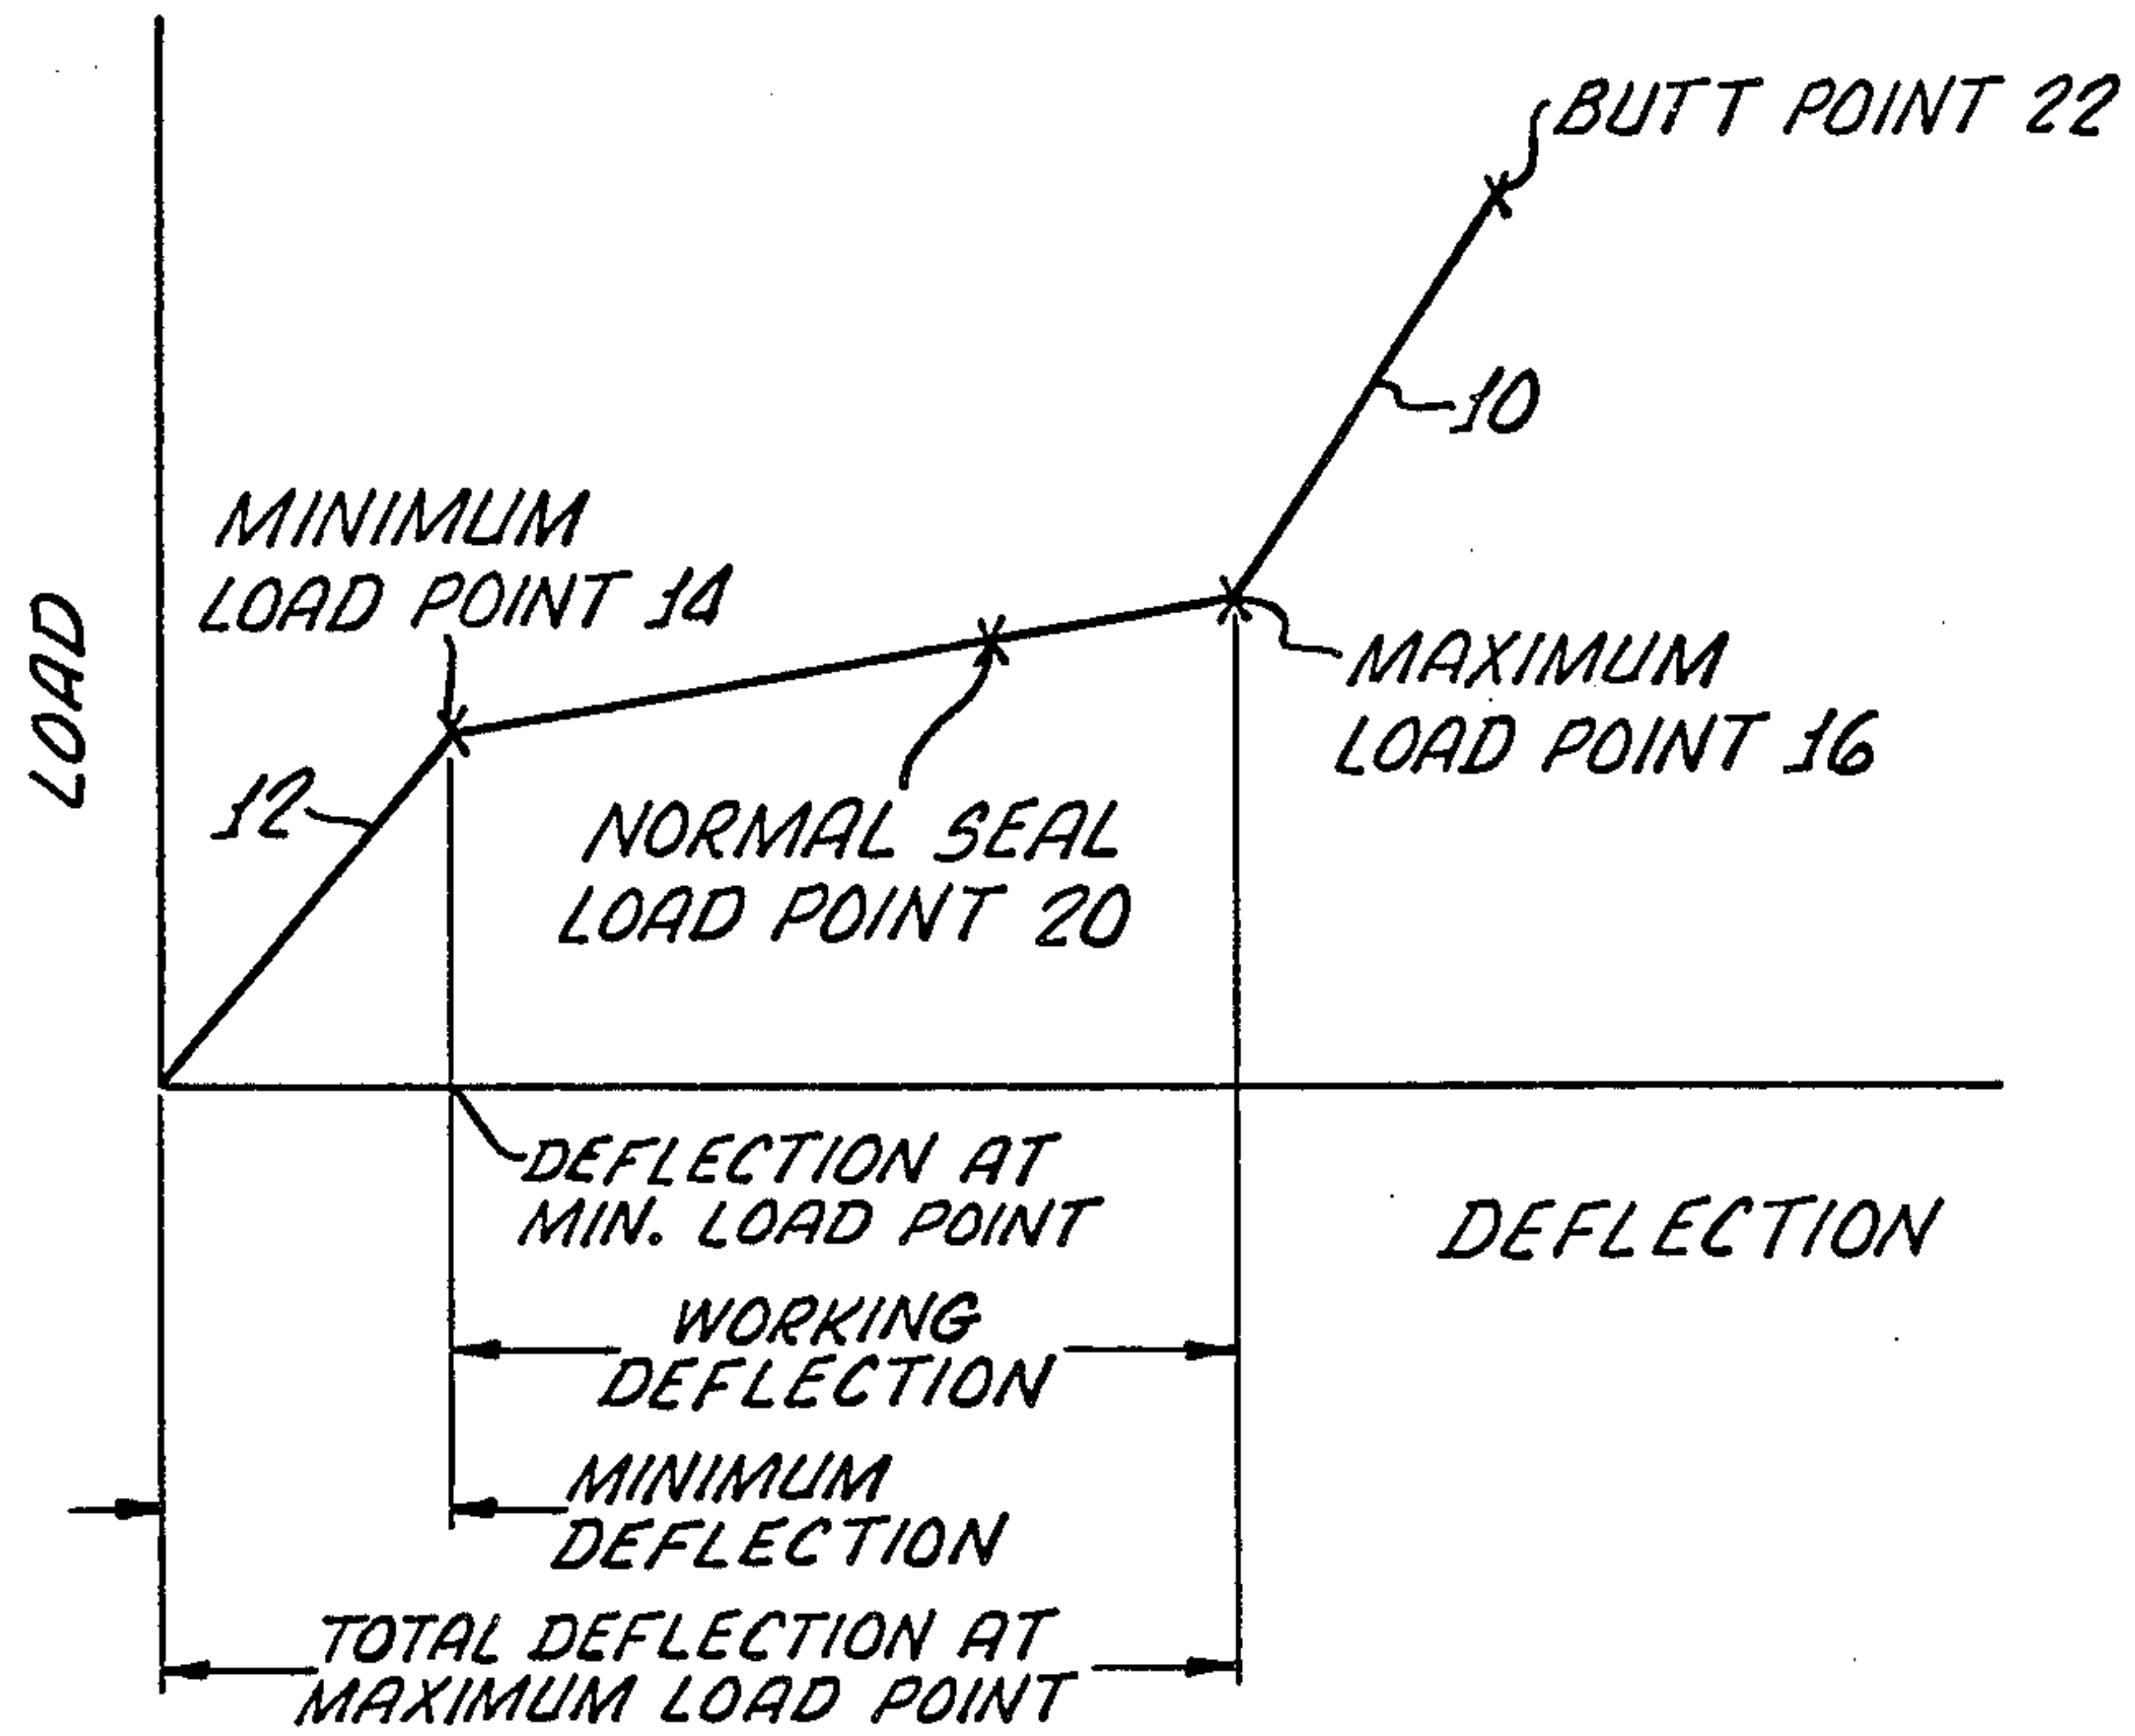 BUTT POINT 22
10
MINIMUM
LOAD POINT 14
LOAD
MAXIMUM
LOAD POINT 16
12
NORMAL SEAL
LOAD POINT 20
DEFLECTION AT
MIN. LOAD POINT
DEFLECTION
WORKING
DEFLECTION
MINIMUM
DEFLECTION
TOTAL DEFLECTION AT
MAXIMUM LOAD POINT